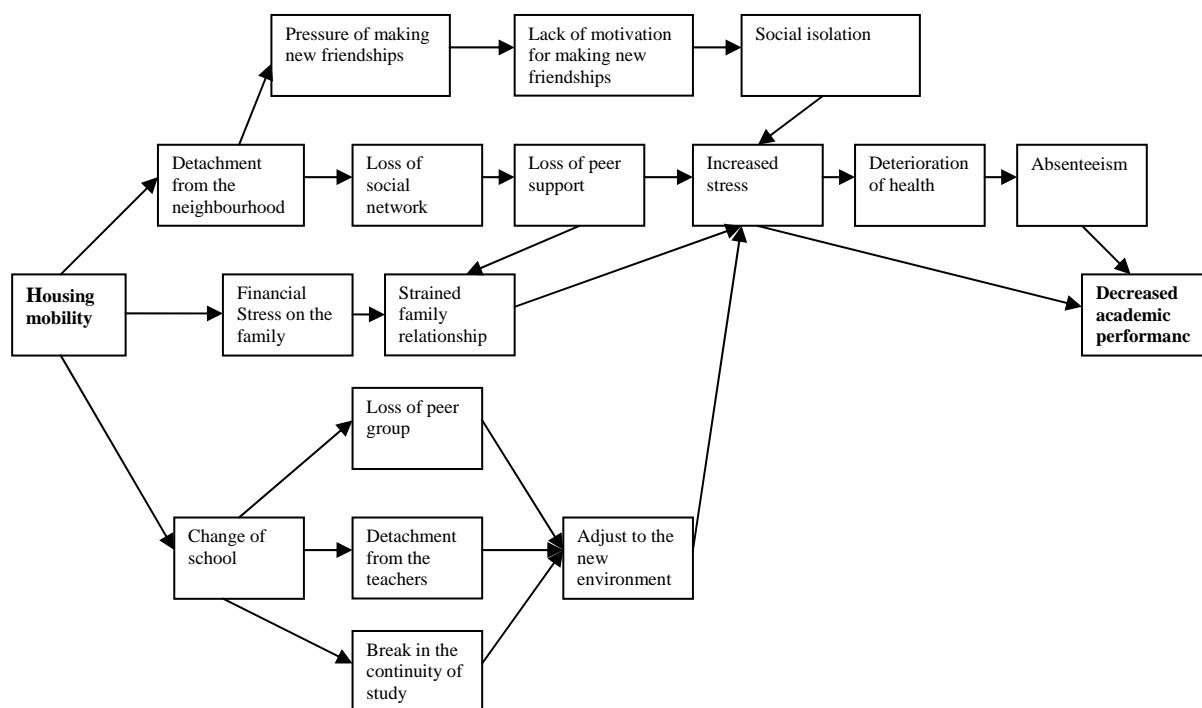 Pressure of making
new friendships
Lack of motivation
for making new
friendships
Social isolation
Detachment
from the
neighbourhood
Loss of
social
network
Loss of peer
support
Increased
stress
Deterioration
of health
Absenteeism
Housing
mobility
Financial
Stress on the
family
Strained
family
relationship
Decreased
academic
performanc
Loss of peer
group
Change of
school
Detachment
from the
teachers
Adjust to the
new
environment
Break in the
continuity of
study